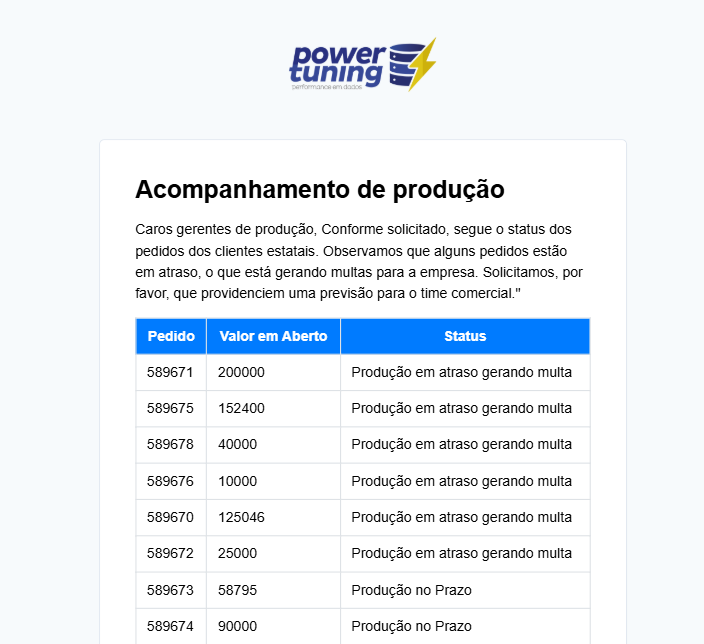 power
tuning
performance em dados
Acompanhamento de produção
Caros gerentes de produção, Conforme solicitado, segue o status dos
pedidos dos clientes estatais. Observamos que alguns pedidos estão
em atraso, o que está gerando multas para a empresa. Solicitamos, por
favor, que providenciem uma previsão para o time comercial."
Pedido Valor em Aberto Status
589671 200000 Produção em atraso gerando multa
589675 152400 Produção em atraso gerando multa
589678 40000 Produção em atraso gerando multa
589676 10000 Produção em atraso gerando multa
589670 125046 Produção em atraso gerando multa
589672 25000 Produção em atraso gerando multa
589673 58795 Produção no Prazo
589674 90000 Produção no Prazo